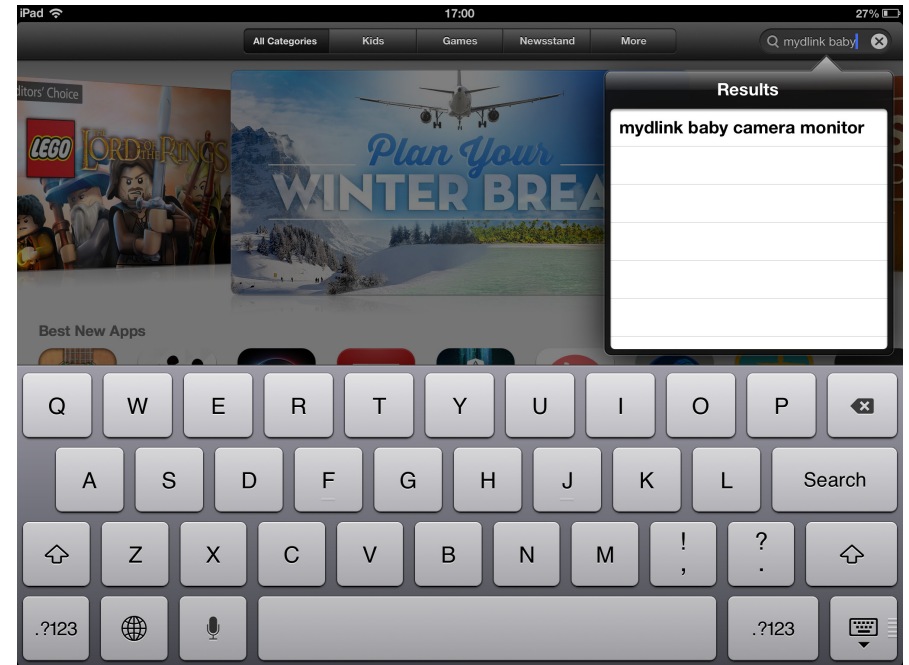 iPad 17:00 27%
All Categories Kids Games Newsstand More mydlink baby
Results
mydlink baby camera monitor
ditors' Choice
LEGO THE LORD OF THE RINGS
Plan Your
WINTER BREA
Best New Apps
Q W E R T Y U I O P
A S D F G H J K L Search
Z X C V B N M ! , ? .
.?123 .?123